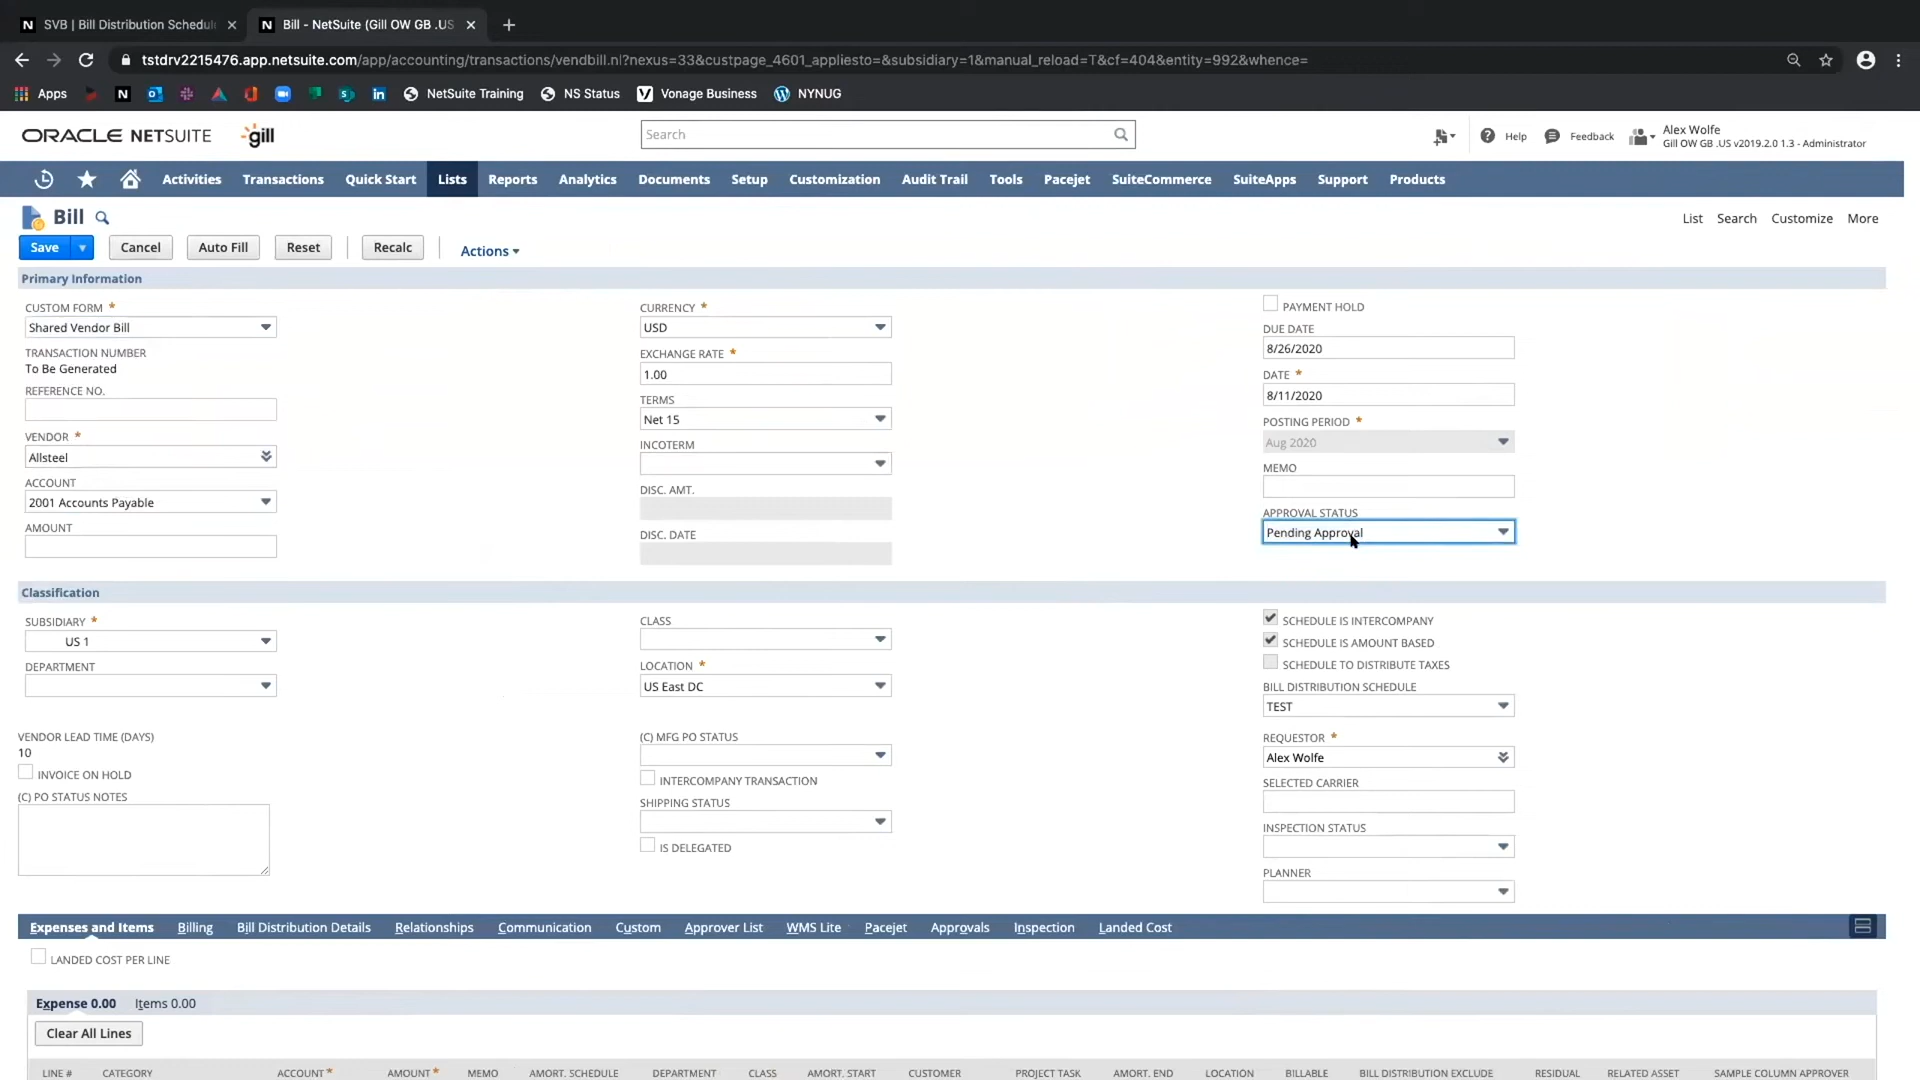 SVB | Bill Distribution Schedul
Bill - NetSuite (Gill OW GB .US
tstdrv2215476.app.netsuite.com/app/accounting/transactions/vendbill.nl?nexus=33&custpage_4601_appliesto=&subsidiary=1&manual_reload=T&cf=404&entity=992&whence=
Apps NetSuite Training NS Status Vonage Business NYNUG
ORACLE NETSUITE gill
Search
Help Feedback
Alex Wolfe
Gill OW GB .US v2019.2.0 1.3 - Administrator
Activities Transactions Quick Start Lists Reports Analytics Documents Setup Customization Audit Trail Tools Pacejet SuiteCommerce SuiteApps Support Products
Bill
List Search Customize More
Save Cancel Auto Fill Reset Recalc Actions
Primary Information
CUSTOM FORM *
Shared Vendor Bill
TRANSACTION NUMBER
To Be Generated
REFERENCE NO.
VENDOR *
Allsteel
ACCOUNT
2001 Accounts Payable
AMOUNT
CURRENCY *
USD
EXCHANGE RATE *
1.00
TERMS
Net 15
INCOTERM
DISC. AMT.
DISC. DATE
PAYMENT HOLD
DUE DATE
8/26/2020
DATE *
8/11/2020
POSTING PERIOD *
Aug 2020
MEMO
APPROVAL STATUS
Pending Approval
Classification
SUBSIDIARY *
US 1
DEPARTMENT
CLASS
LOCATION *
US East DC
SCHEDULE IS INTERCOMPANY
SCHEDULE IS AMOUNT BASED
SCHEDULE TO DISTRIBUTE TAXES
BILL DISTRIBUTION SCHEDULE
TEST
VENDOR LEAD TIME (DAYS)
10
INVOICE ON HOLD
(C) PO STATUS NOTES
(C) MFG PO STATUS
INTERCOMPANY TRANSACTION
SHIPPING STATUS
IS DELEGATED
REQUESTOR *
Alex Wolfe
SELECTED CARRIER
INSPECTION STATUS
PLANNER
Expenses and Items Billing Bill Distribution Details Relationships Communication Custom Approver List WMS Lite Pacejet Approvals Inspection Landed Cost
LANDED COST PER LINE
Expense 0.00 Items 0.00
Clear All Lines
LINE # CATEGORY ACCOUNT * AMOUNT * MEMO AMORT. SCHEDULE DEPARTMENT CLASS AMORT. START CUSTOMER PROJECT TASK AMORT. END LOCATION BILLABLE BILL DISTRIBUTION EXCLUDE RESIDUAL RELATED ASSET SAMPLE COLUMN APPROVER